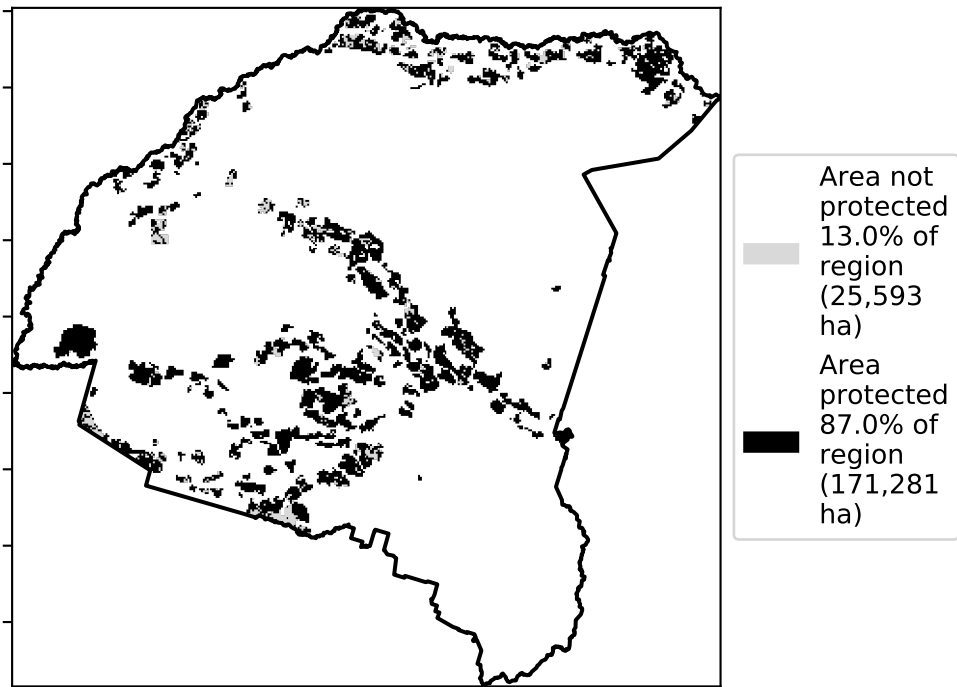 Area not
protected
13.0% of
region
(25,593
ha)
Area
protected
87.0% of
region
(171,281
ha)